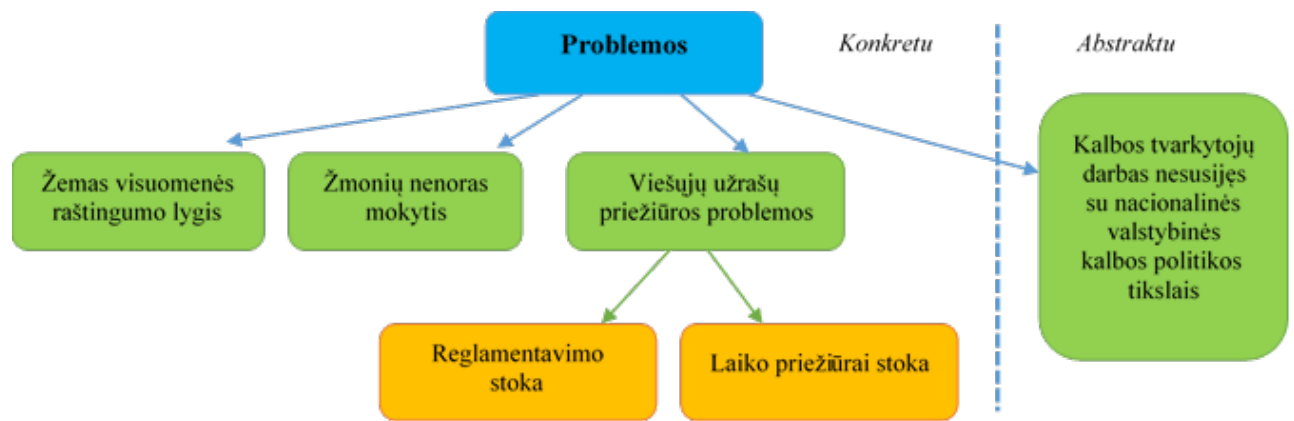 Problemos
Konkretu
Abstraktu
Žemas visuomenės
raštingumo lygis
Žmonių nenoras
mokytis
Viešųjų užrašų
priežiūros problemos
Kalbos tvarkytojų
darbas nesusijęs
su nacionalinės
valstybinės
kalbos politikos
tikslais
Reglamentavimo
stoka
Laiko priežiūrai stoka